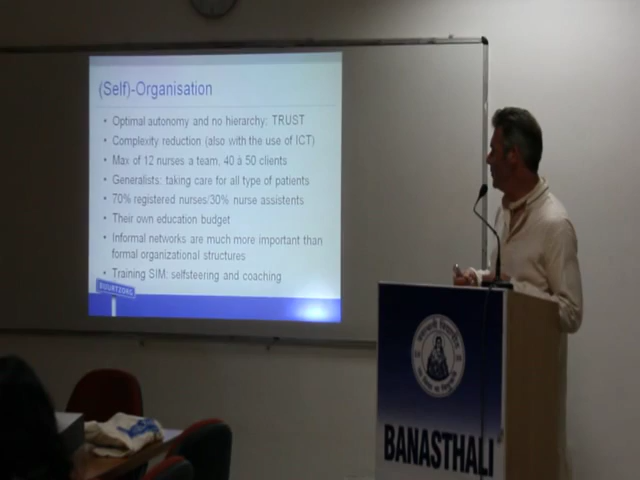 (Self)-Organisation
• Optimal autonomy and no hierarchy: TRUST
• Complexity reduction (also with the use of ICT)
• Max of 12 nurses a team, 40 à 50 clients
• Generalists: taking care for all type of patients
• 70% registered nurses/30% nurse assistents
• Their own education budget
• Informal networks are much more important than
formal organizational structures
• Training SIM: selfsteering and coaching
BUURTZORG
BANASTHALI